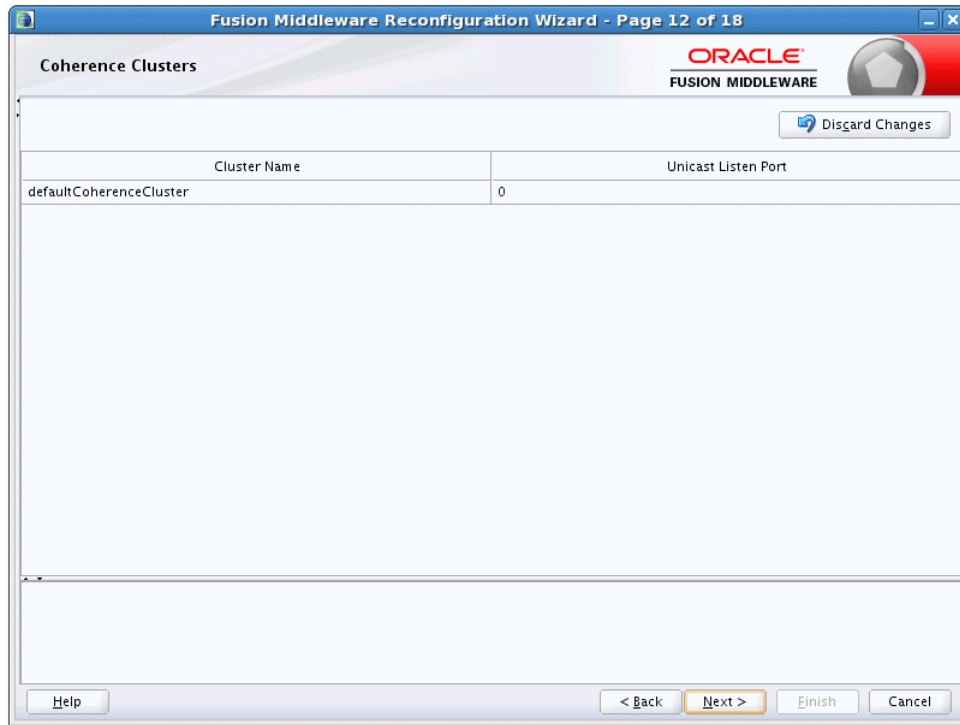 Fusion Middleware Reconfiguration Wizard - Page 12 of 18
Coherence Clusters
ORACLE
FUSION MIDDLEWARE
Discard Changes
Cluster Name Unicast Listen Port
defaultCoherenceCluster 0
Help < Back Next > Finish Cancel